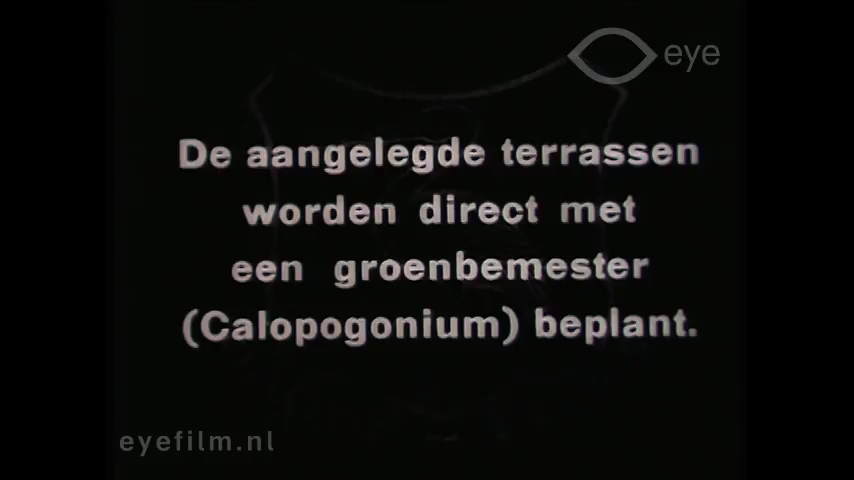 eye
De aangelegde terrassen
worden direct met
een groenbemester
(Calopogonium) beplant.
eyefilm.nl